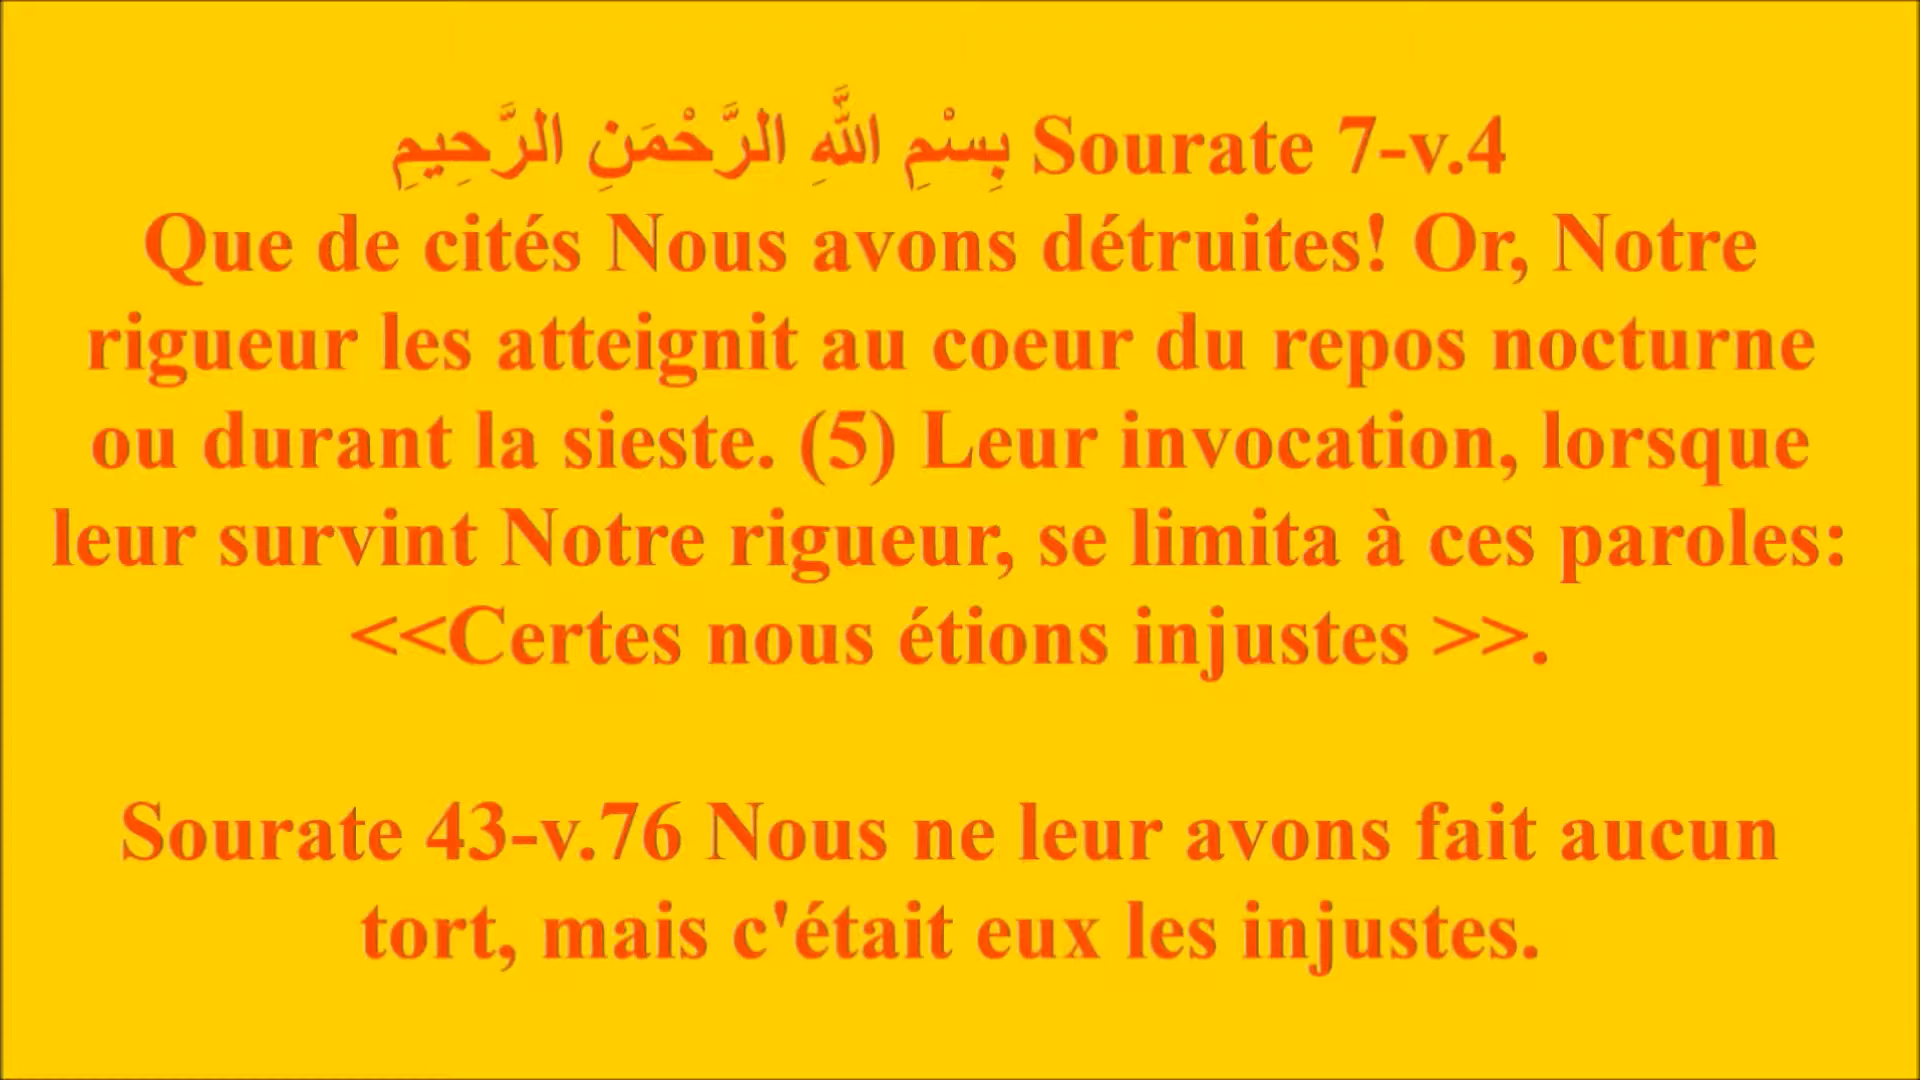 بِسْمِ اللَّهِ الرَّحْمَنِ الرَّحِيمِ Sourate 7-v.4
Que de cités Nous avons détruites! Or, Notre
rigueur les atteignit au coeur du repos nocturne
ou durant la sieste. (5) Leur invocation, lorsque
leur survint Notre rigueur, se limita à ces paroles:
<<Certes nous étions injustes >>.
Sourate 43-v.76 Nous ne leur avons fait aucun
tort, mais c'était eux les injustes.